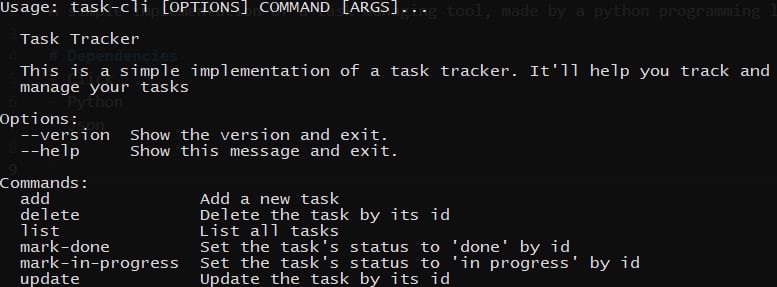 Usage: task-cli [OPTIONS] COMMAND [ARGS]...
Task Tracker
This is a simple implementation of a task tracker. It'll help you track and
manage your tasks
Options:
--version  Show the version and exit.
--help     Show this message and exit.
Commands:
add               Add a new task
delete            Delete the task by its id
list              List all tasks
mark-done         Set the task's status to 'done' by id
mark-in-progress  Set the task's status to 'in progress' by id
update            Update the task by its id